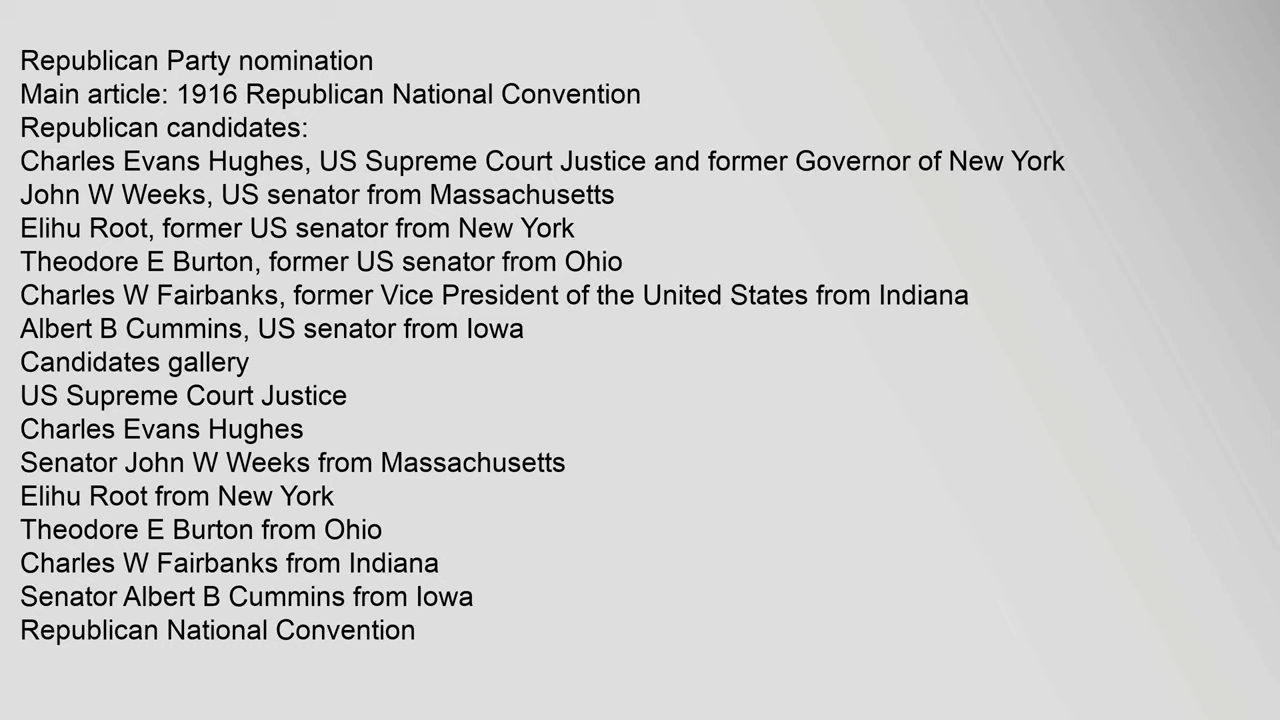 Republican Party nomination
Main article: 1916 Republican National Convention
Republican candidates:
Charles Evans Hughes, US Supreme Court Justice and former Governor of New York
John W Weeks, US senator from Massachusetts
Elihu Root, former US senator from New York
Theodore E Burton, former US senator from Ohio
Charles W Fairbanks, former Vice President of the United States from Indiana
Albert B Cummins, US senator from Iowa
Candidates gallery
US Supreme Court Justice
Charles Evans Hughes
Senator John W Weeks from Massachusetts
Elihu Root from New York
Theodore E Burton from Ohio
Charles W Fairbanks from Indiana
Senator Albert B Cummins from Iowa
Republican National Convention